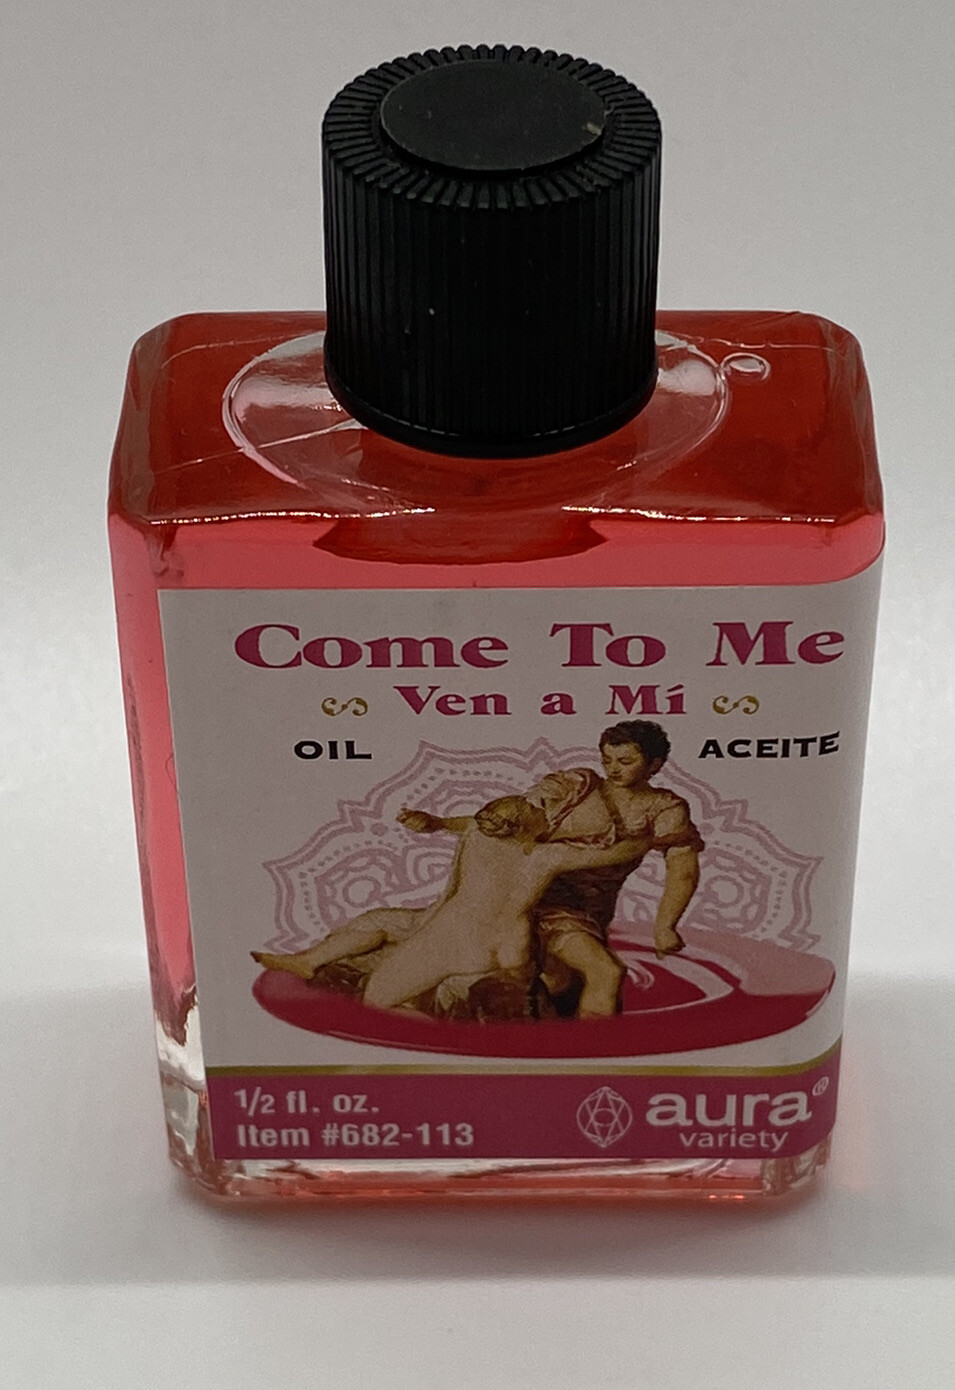 Come To Me
Ven a Mí
OIL ACEITE
1/2 fl. oz.
Item #682-113
aura®
variety